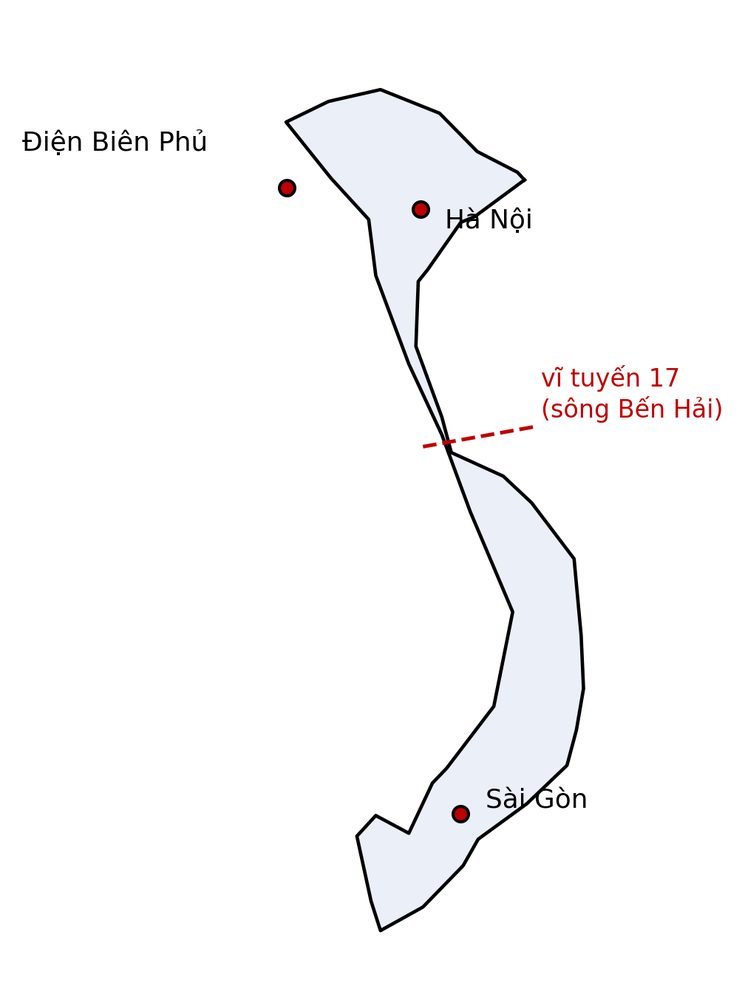 Điện Biên Phủ
Hà Nội
vĩ tuyến 17
(sông Bến Hải)
Sài Gòn